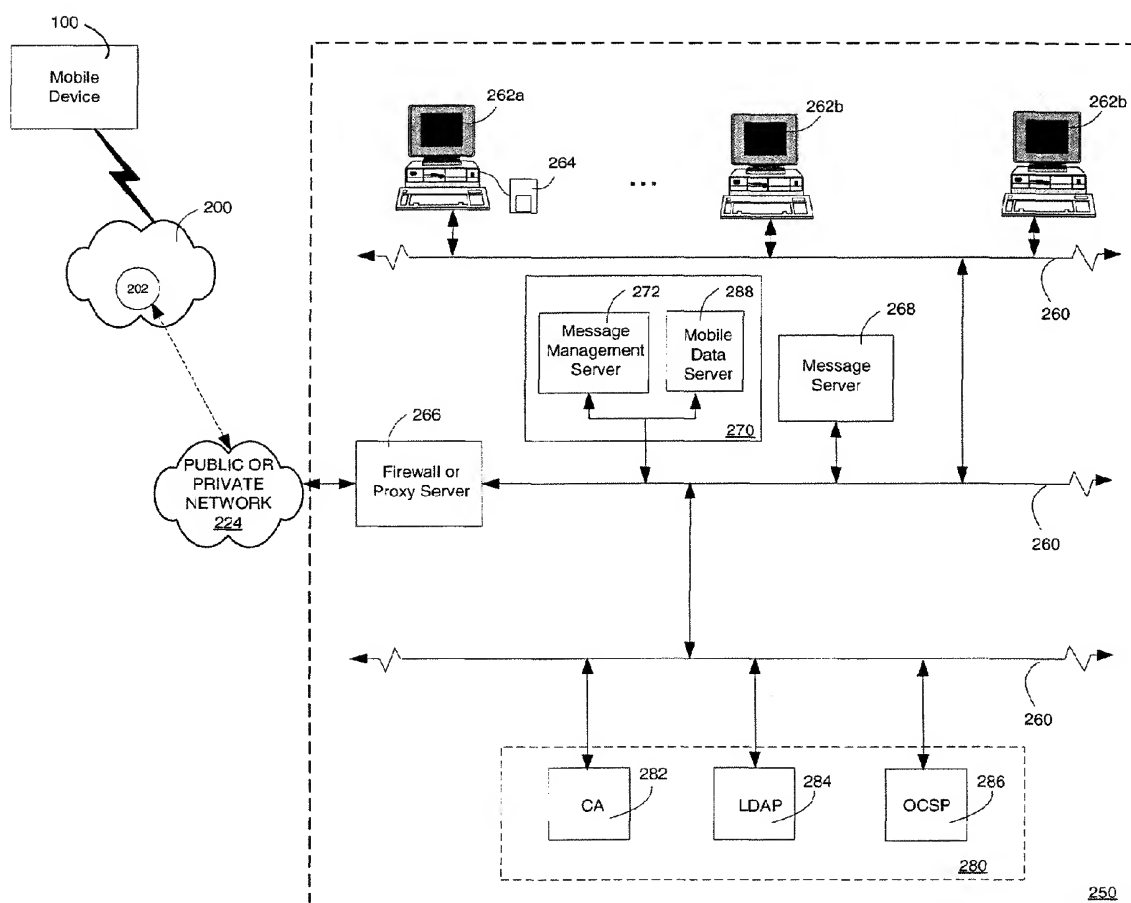 100
Mobile
Device
262a
262b
262b
264
...
200
202
260
272
288
268
Message
Management
Server
Mobile
Data
Server
Message
Server
270
266
PUBLIC OR
PRIVATE
NETWORK
224
Firewall or
Proxy Server
260
260
CA
282
LDAP
284
OCSP
286
280
250